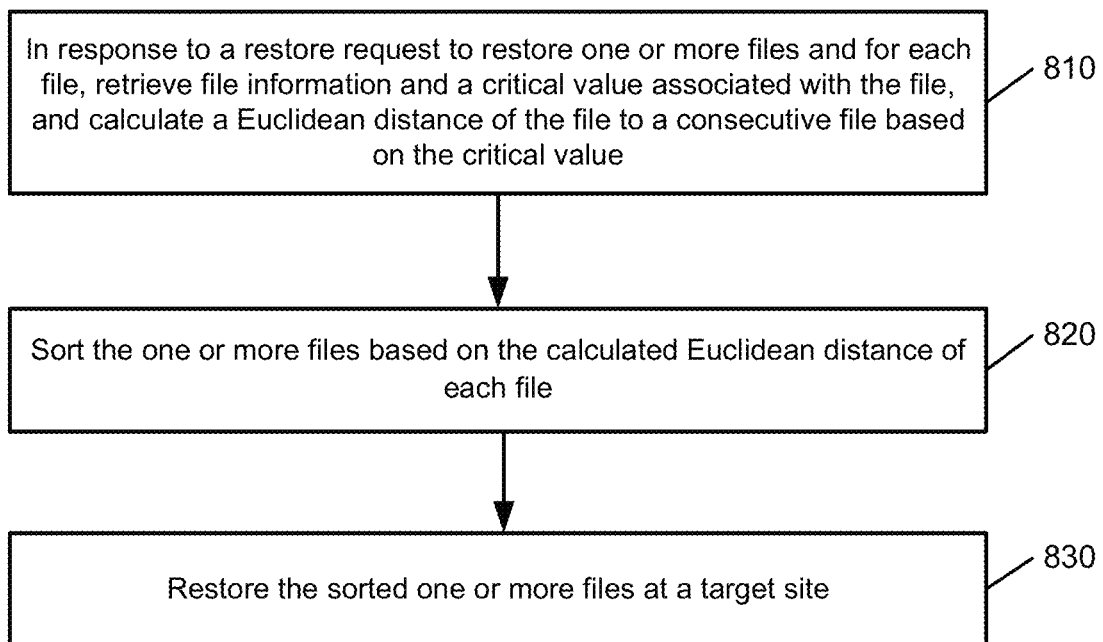 In response to a restore request to restore one or more files and for each
file, retrieve file information and a critical value associated with the file,
and calculate a Euclidean distance of the file to a consecutive file based
on the critical value
810
Sort the one or more files based on the calculated Euclidean distance of
each file
820
Restore the sorted one or more files at a target site
830